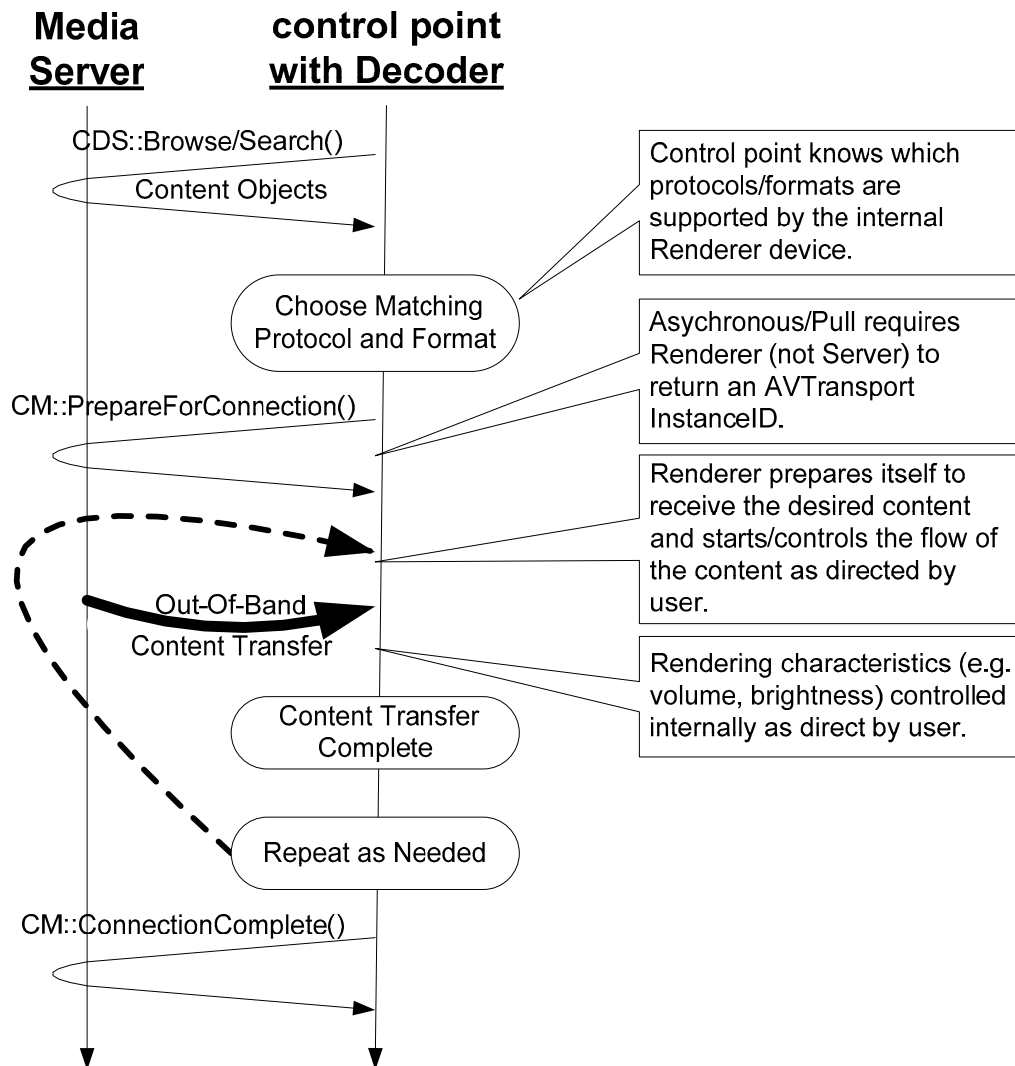 Media
Server
control point
with Decoder
CDS::Browse/Search()
Content Objects
Control point knows which
protocols/formats are
supported by the internal
Renderer device.
Choose Matching
Protocol and Format
Asychronous/Pull requires
Renderer (not Server) to
return an AVTransport
InstanceID.
CM::PrepareForConnection()
Renderer prepares itself to
receive the desired content
and starts/controls the flow of
the content as directed by
user.
Out-Of-Band
Content Transfer
Rendering characteristics (e.g.
volume, brightness) controlled
internally as direct by user.
Content Transfer
Complete
Repeat as Needed
CM::ConnectionComplete()